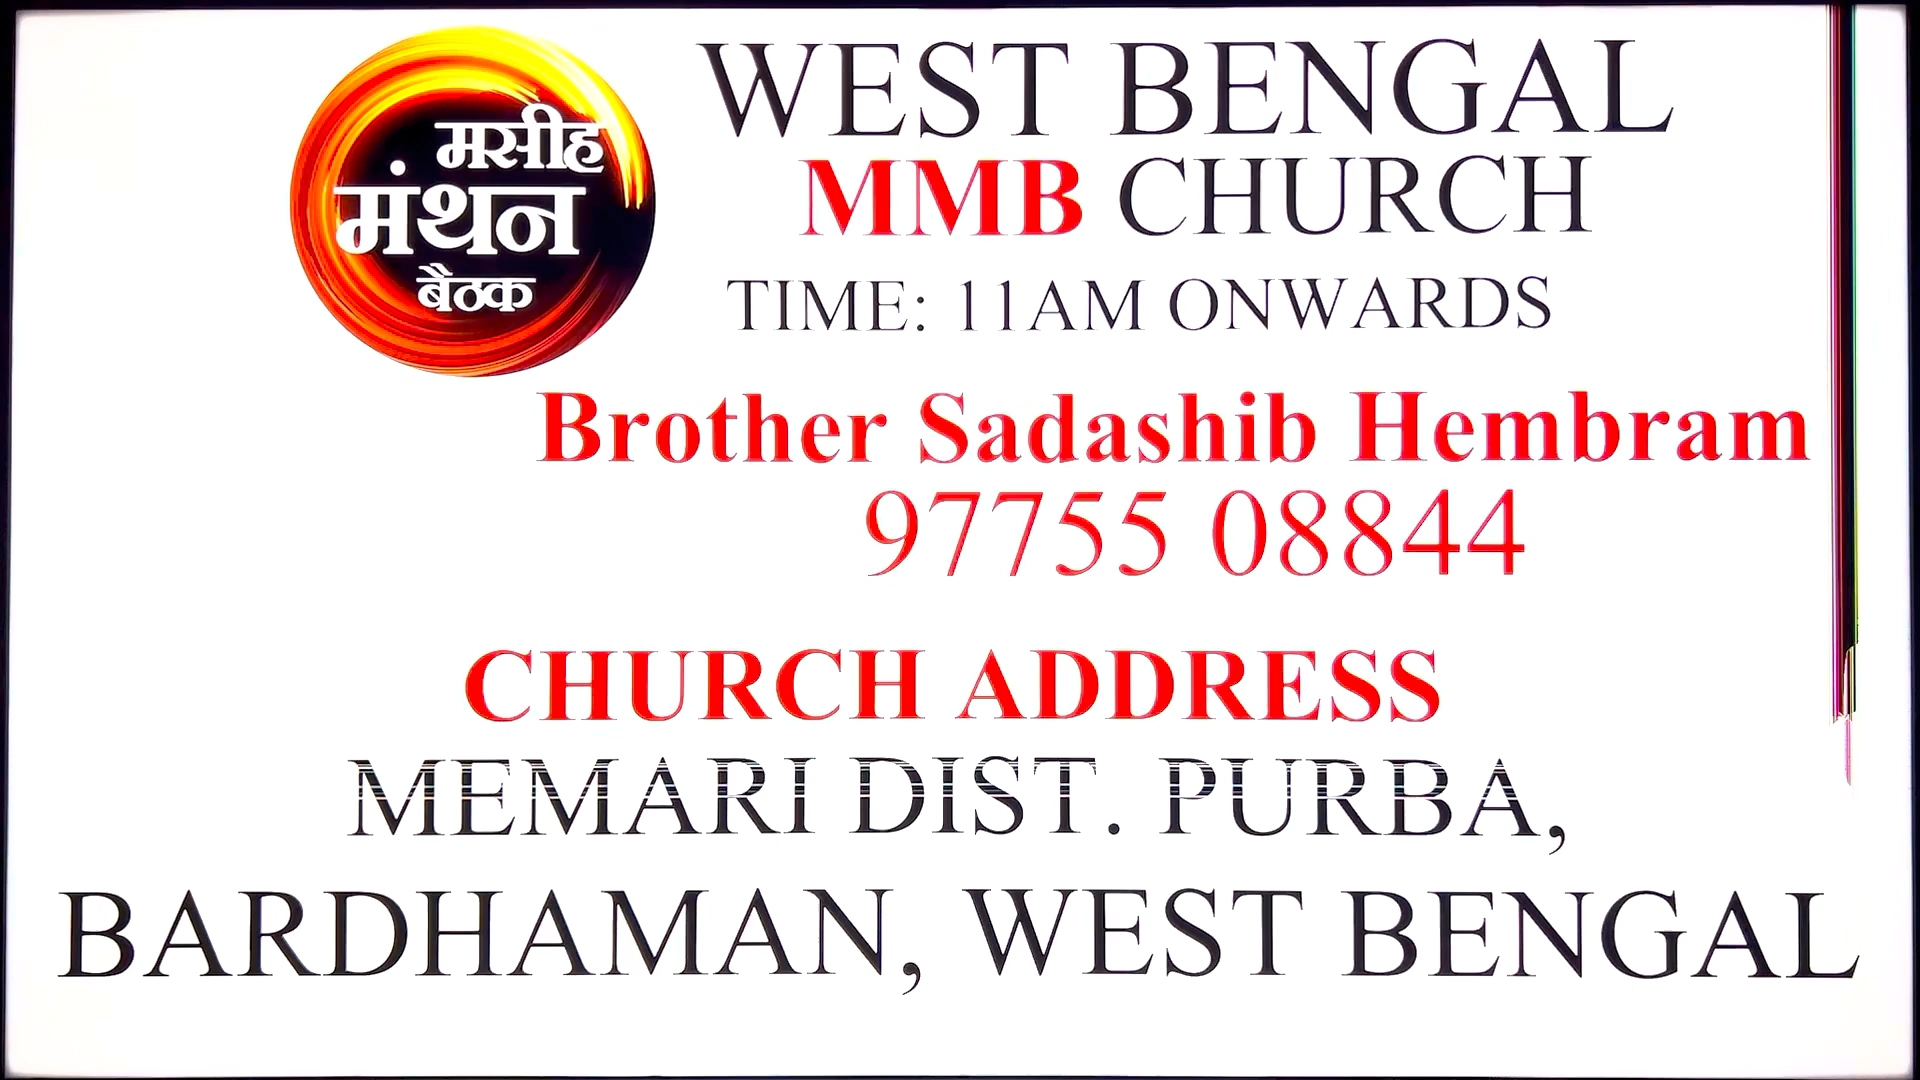 मसीह
मंथन
बैठक
WEST BENGAL
MMB CHURCH
TIME: 11AM ONWARDS
Brother Sadashib Hembram
97755 08844
CHURCH ADDRESS
MEMARI DIST. PURBA,
BARDHAMAN, WEST BENGAL